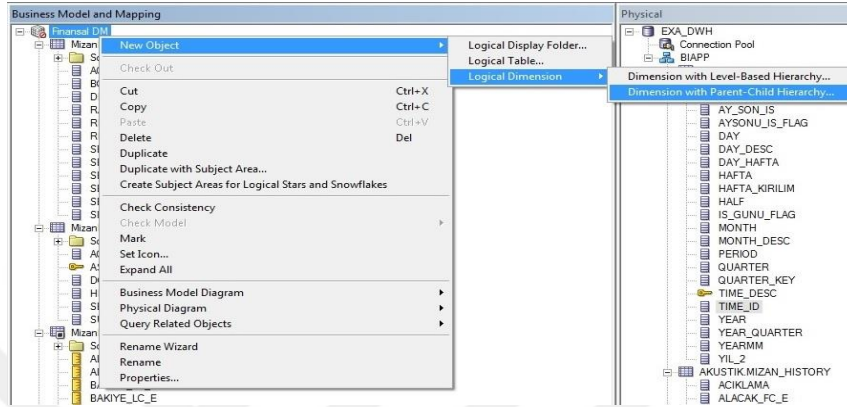 Business Model and Mapping
Finansal DM
Mizan
New Object
Check Out
Cut Ctrl+X
Copy Ctrl+C
Paste Ctrl+V
Delete Del
Duplicate
Duplicate with Subject Area...
Create Subject Areas for Logical Stars and Snowflakes
Check Consistency
Check Model
Mark
Set Icon...
Expand All
Business Model Diagram
Physical Diagram
Query Related Objects
Rename Wizard
Rename
Properties...
Mizan
Mizan
BAKIYE_LC_E
Logical Display Folder...
Logical Table...
Logical Dimension
Dimension with Level-Based Hierarchy...
Dimension with Parent-Child Hierarchy...
Physical
EXA_DWH
Connection Pool
BIAPP
AY_SON_IS
AYSONU_IS_FLAG
DAY
DAY_DESC
DAY_HAFTA
HAFTA
HAFTA_KIRILIM
HALF
IS_GUNU_FLAG
MONTH
MONTH_DESC
PERIOD
QUARTER
QUARTER_KEY
TIME_DESC
TIME_ID
YEAR
YEAR_QUARTER
YEARMM
YIL_2
AKUSTIK.MIZAN_HISTORY
ACIKLAMA
ALACAK_FC_E